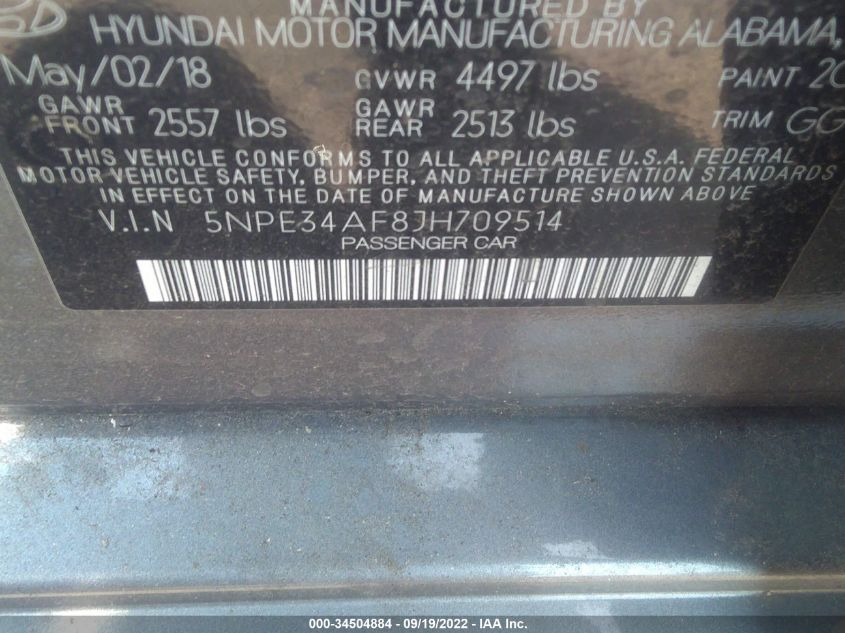 MANUFACTURED BY
HYUNDAI MOTOR MANUFACTURING ALABAMA,
May/02/18 GVWR 4497 lbs PAINT
GAWR FRONT 2557 lbs GAWR REAR 2513 lbs TRIM
THIS VEHICLE CONFORMS TO ALL APPLICABLE U.S.A. FEDERAL
MOTOR VEHICLE SAFETY, BUMPER, AND THEFT PREVENTION STANDARDS
IN EFFECT ON THE DATE OF MANUFACTURE SHOWN ABOVE
V.I.N 5NPE34AF8JH709514
PASSENGER CAR
000-34504884 - 09/19/2022 - IAA Inc.